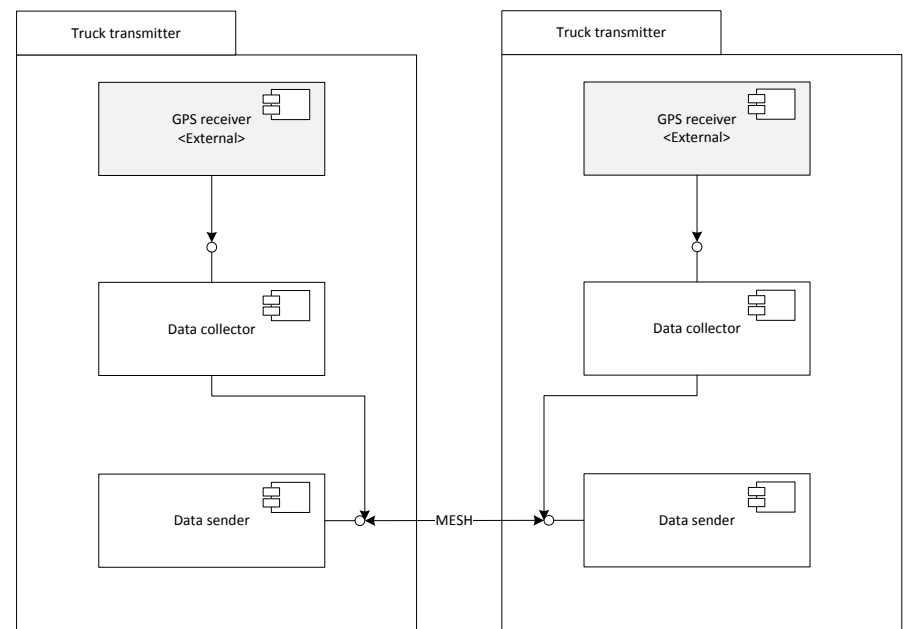 Truck transmitter
GPS receiver
<External>
Data collector
Data sender
MESH
Truck transmitter
GPS receiver
<External>
Data collector
Data sender